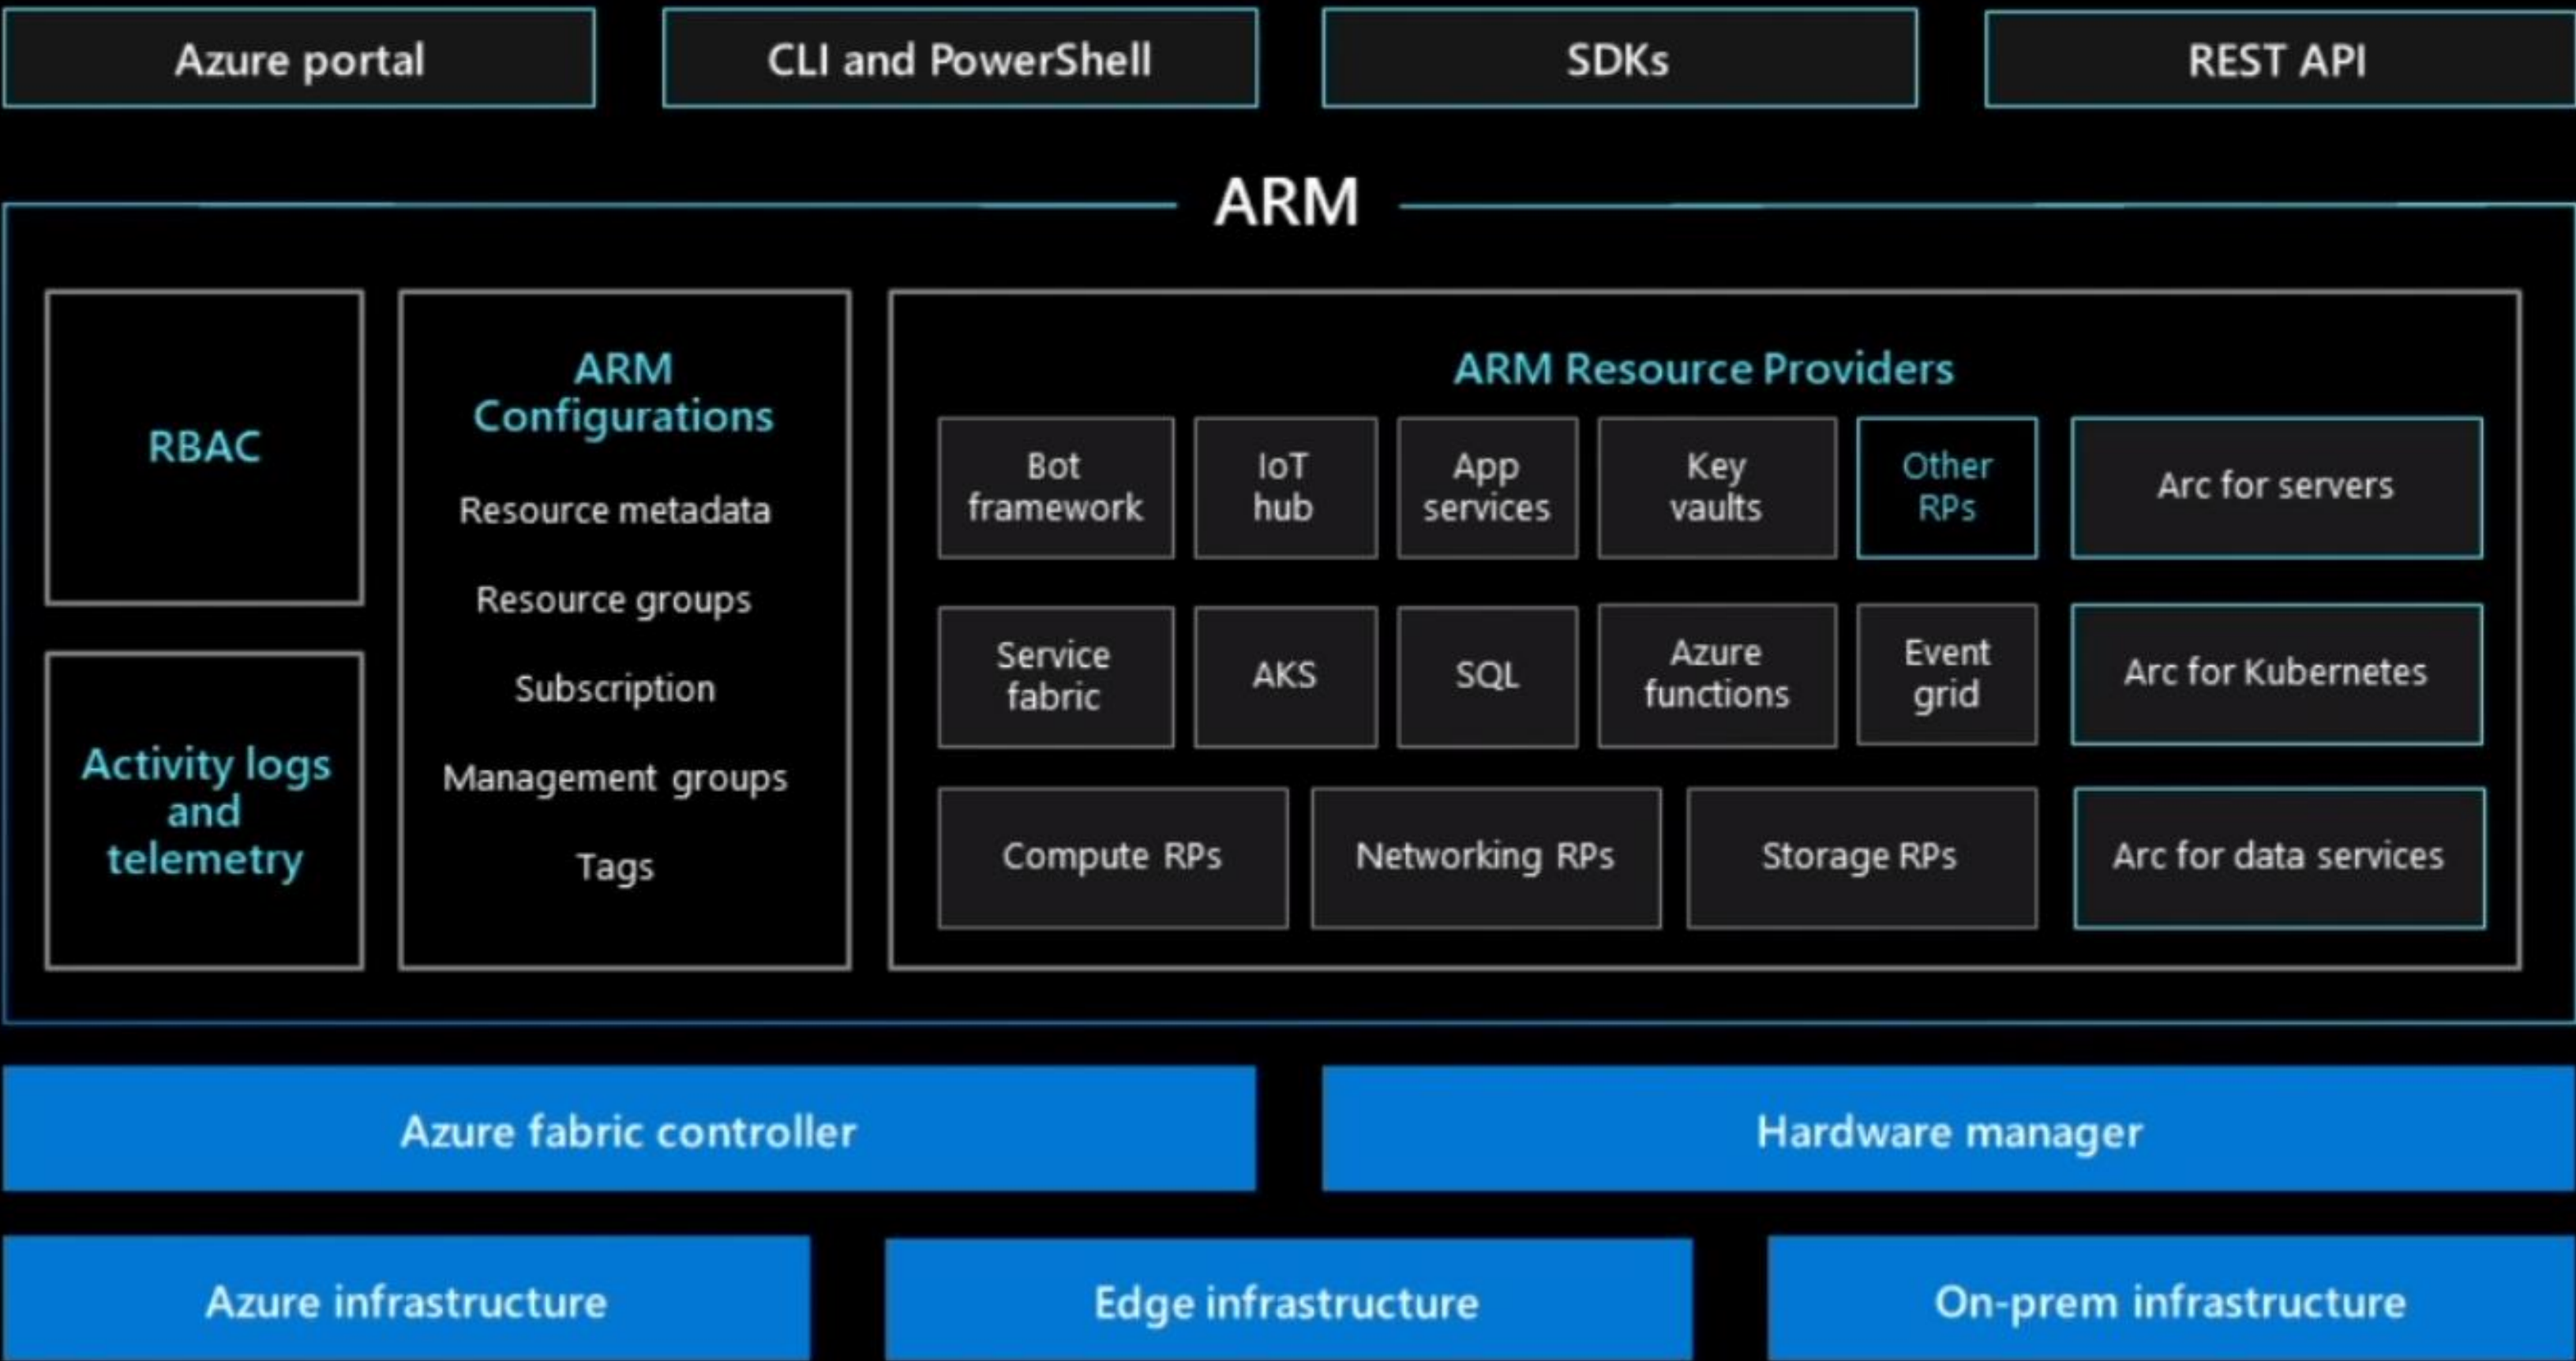 Azure portal
CLI and PowerShell
SDKs
REST API
ARM
RBAC
Activity logs
and
telemetry
ARM
Configurations
Resource metadata
Resource groups
Subscription
Management groups
Tags
ARM Resource Providers
Bot
framework
IoT
hub
App
services
Key
vaults
Other
RPs
Arc for servers
Service
fabric
AKS
SQL
Azure
functions
Event
grid
Arc for Kubernetes
Compute RPs
Networking RPs
Storage RPs
Arc for data services
Azure fabric controller
Hardware manager
Azure infrastructure
Edge infrastructure
On-prem infrastructure